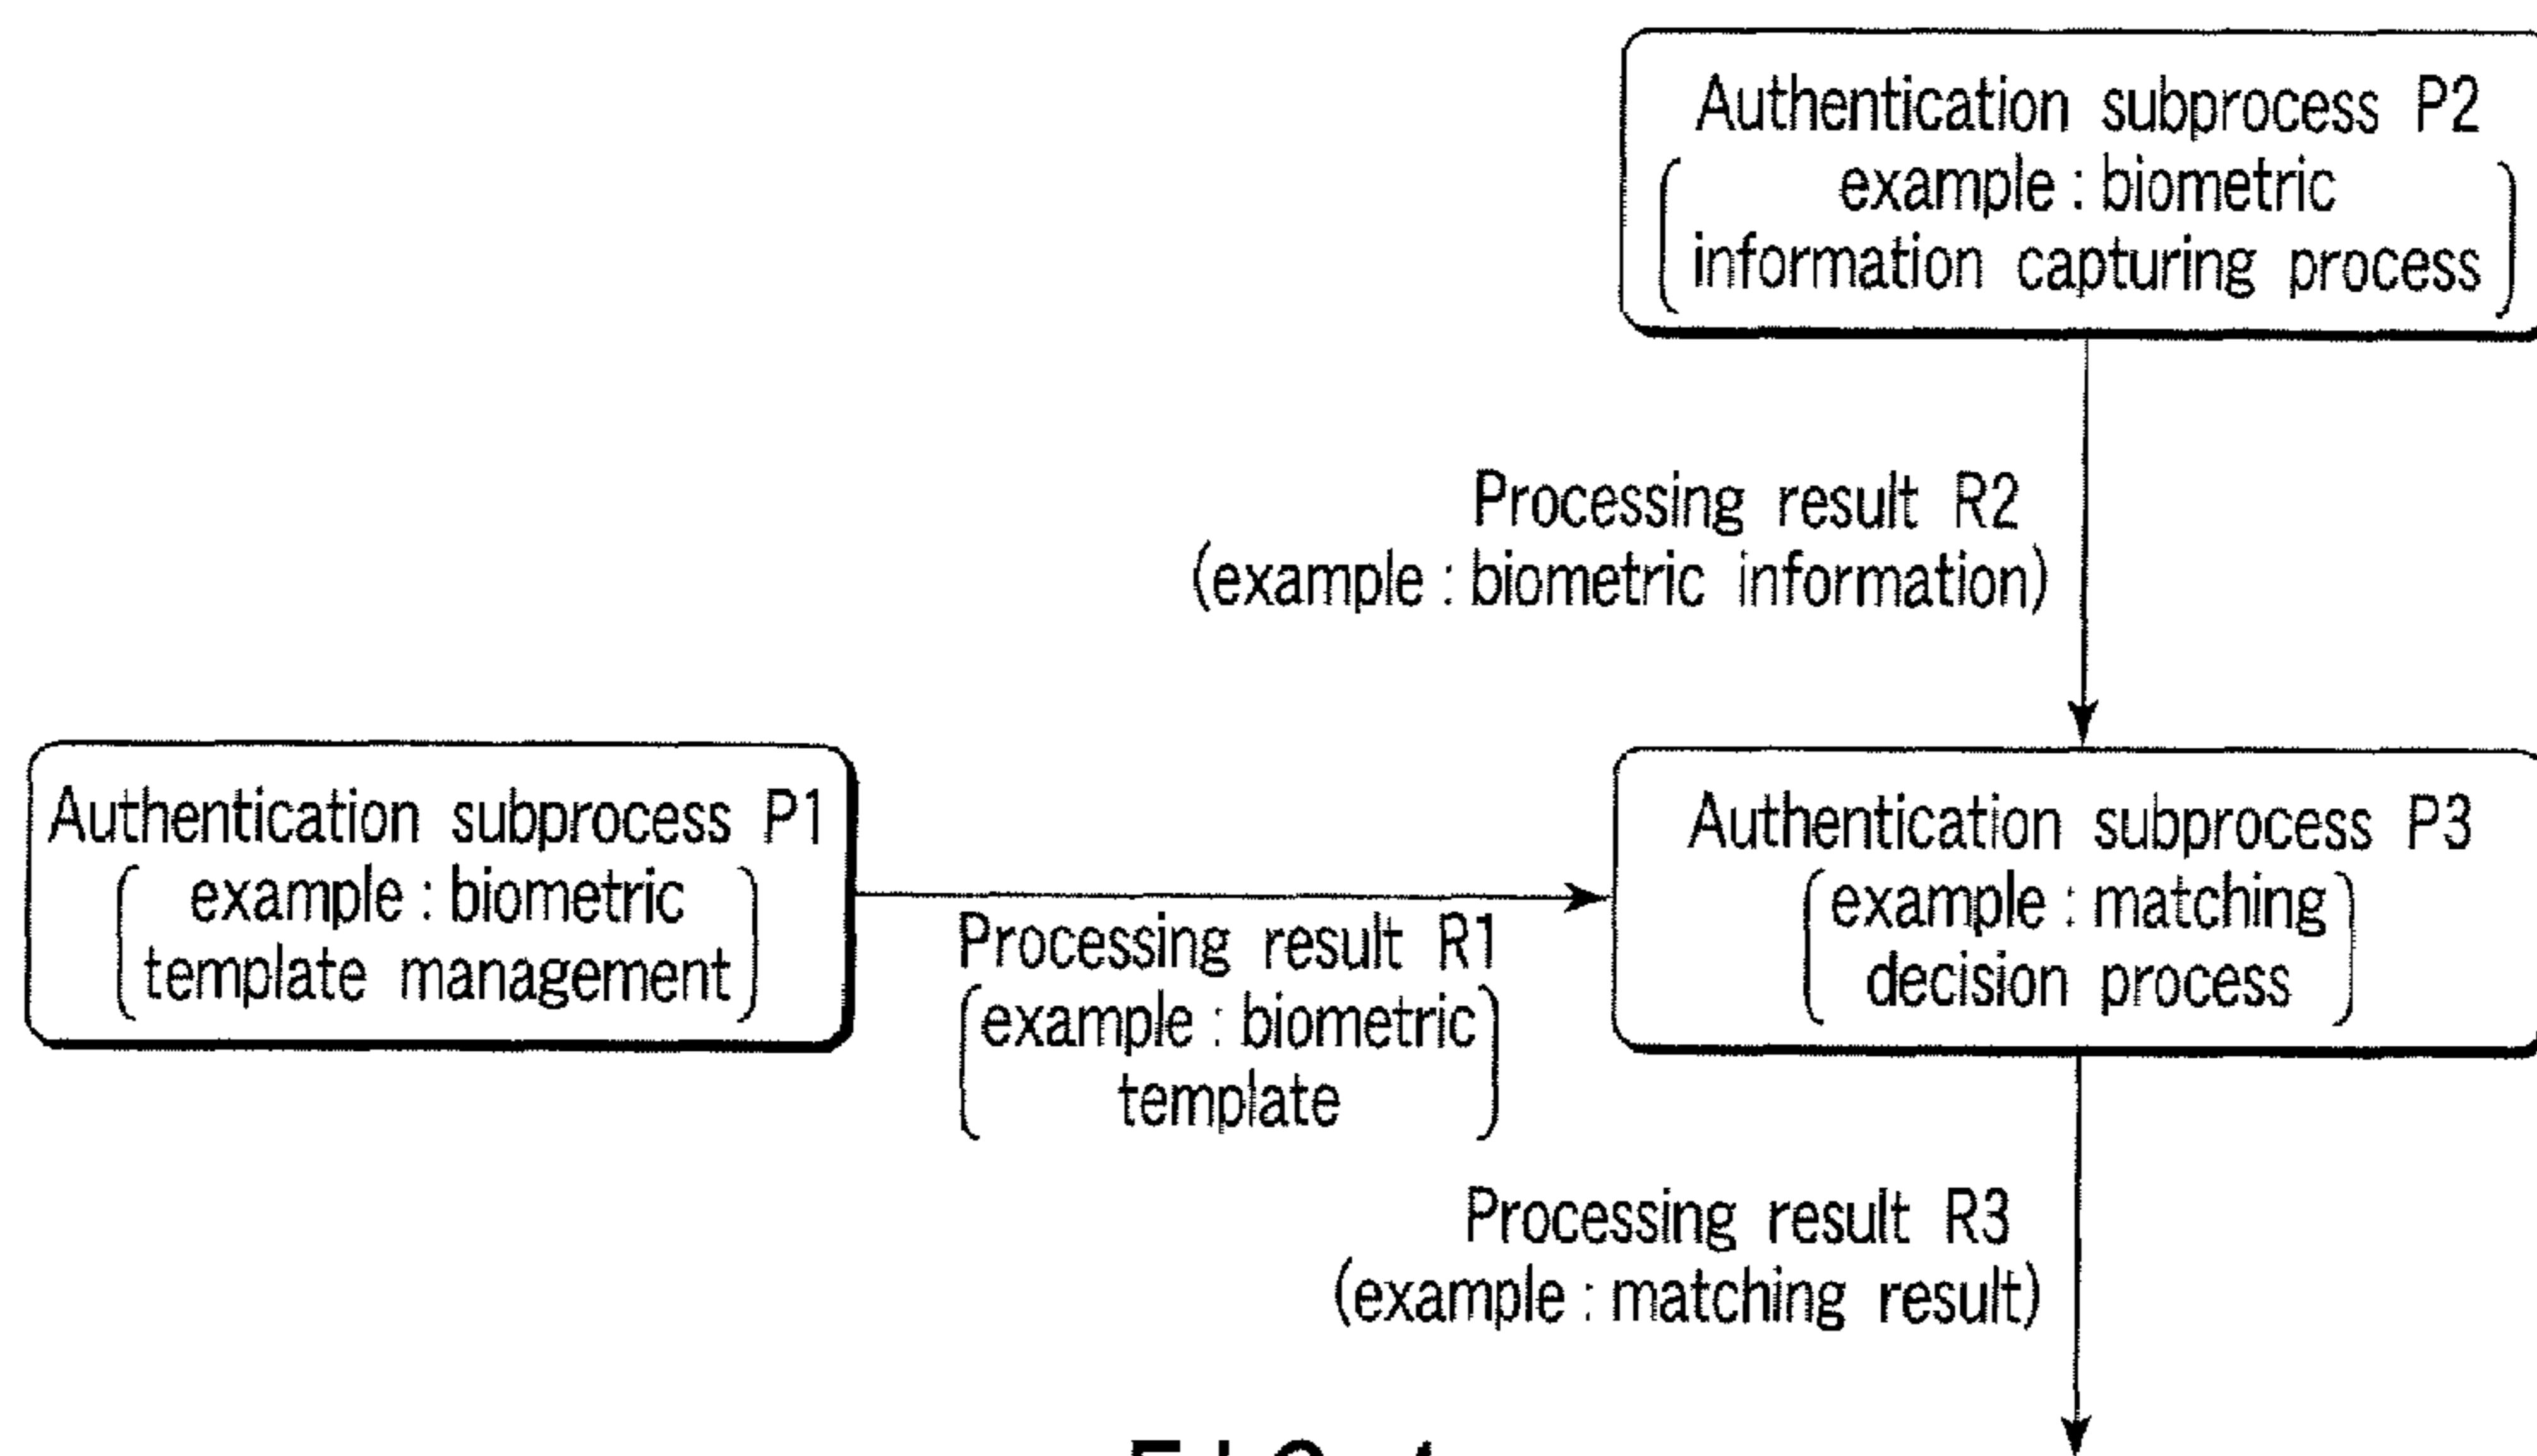 Authentication subprocess P2
(example : biometric
information capturing process)
Processing result R2
(example : biometric information)
Authentication subprocess P1
(example : biometric
template management)
Processing result R1
(example : biometric
template)
Authentication subprocess P3
(example : matching
decision process)
Processing result R3
(example : matching result)